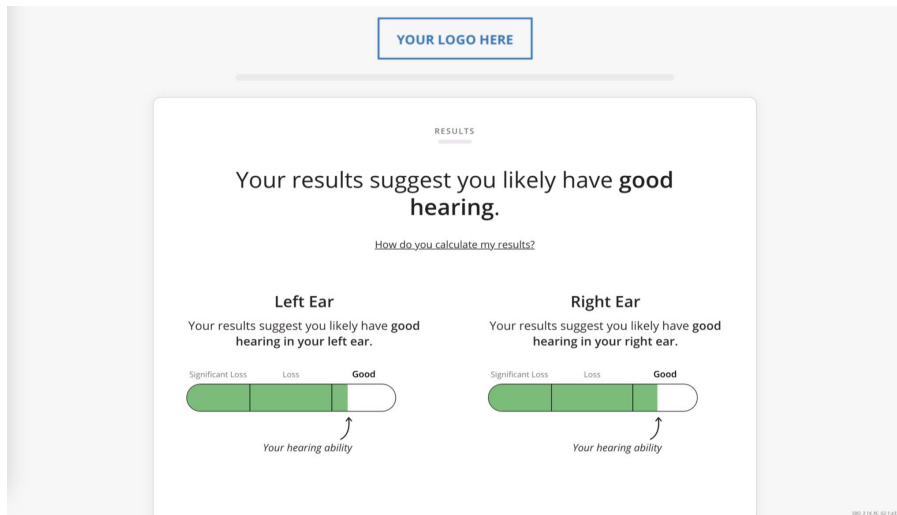 YOUR LOGO HERE
RESULTS
Your results suggest you likely have good
hearing.
How do you calculate my results?
Left Ear
Your results suggest you likely have good
hearing in your left ear.
Significant Loss Loss Good
Your hearing ability
Right Ear
Your results suggest you likely have good
hearing in your right ear.
Significant Loss Loss Good
Your hearing ability